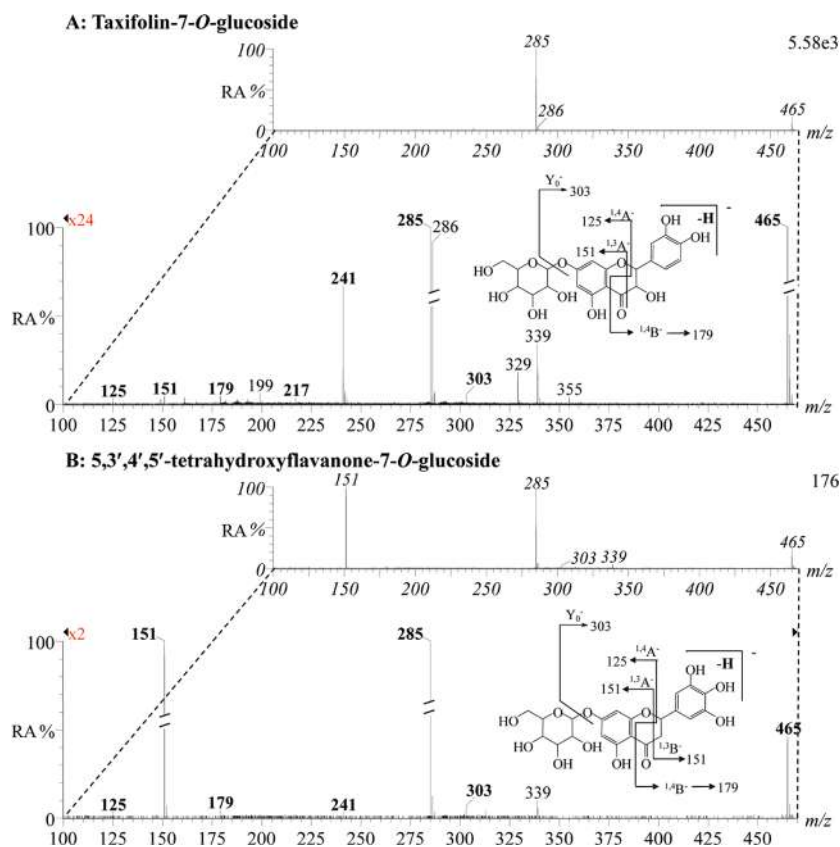 A: Taxifolin-7-O-glucoside
100
285
5.58e3
RA %
286
465
0
m/z
100 150 200 250 300 350 400 450
x24
100
285
286
465
241
RA%
Y₀⁻
303
125
¹,⁴A⁻
151
¹,³A⁻
-H
-
OH
OH
HO
O
O
O
HO
OH
OH
OH
O
OH
¹,⁴B⁻
179
339
329
303
355
125
151
179
199
217
0
m/z
100 125 150 175 200 225 250 275 300 325 350 375 400 425 450
B: 5,3′,4′,5′-tetrahydroxyflavanone-7-O-glucoside
151
285
176
100
RA%
303 339
465
0
m/z
100 150 200 250 300 350 400 450
x2
100
151
285
465
RA%
Y₀⁻
303
125
¹,⁴A⁻
151
¹,³A⁻
-H
-
OH
OH
OH
HO
O
O
O
HO
OH
OH
OH
O
¹,³B⁻
151
¹,⁴B⁻
179
125
179
241
303
339
0
m/z
100 125 150 175 200 225 250 275 300 325 350 375 400 425 450